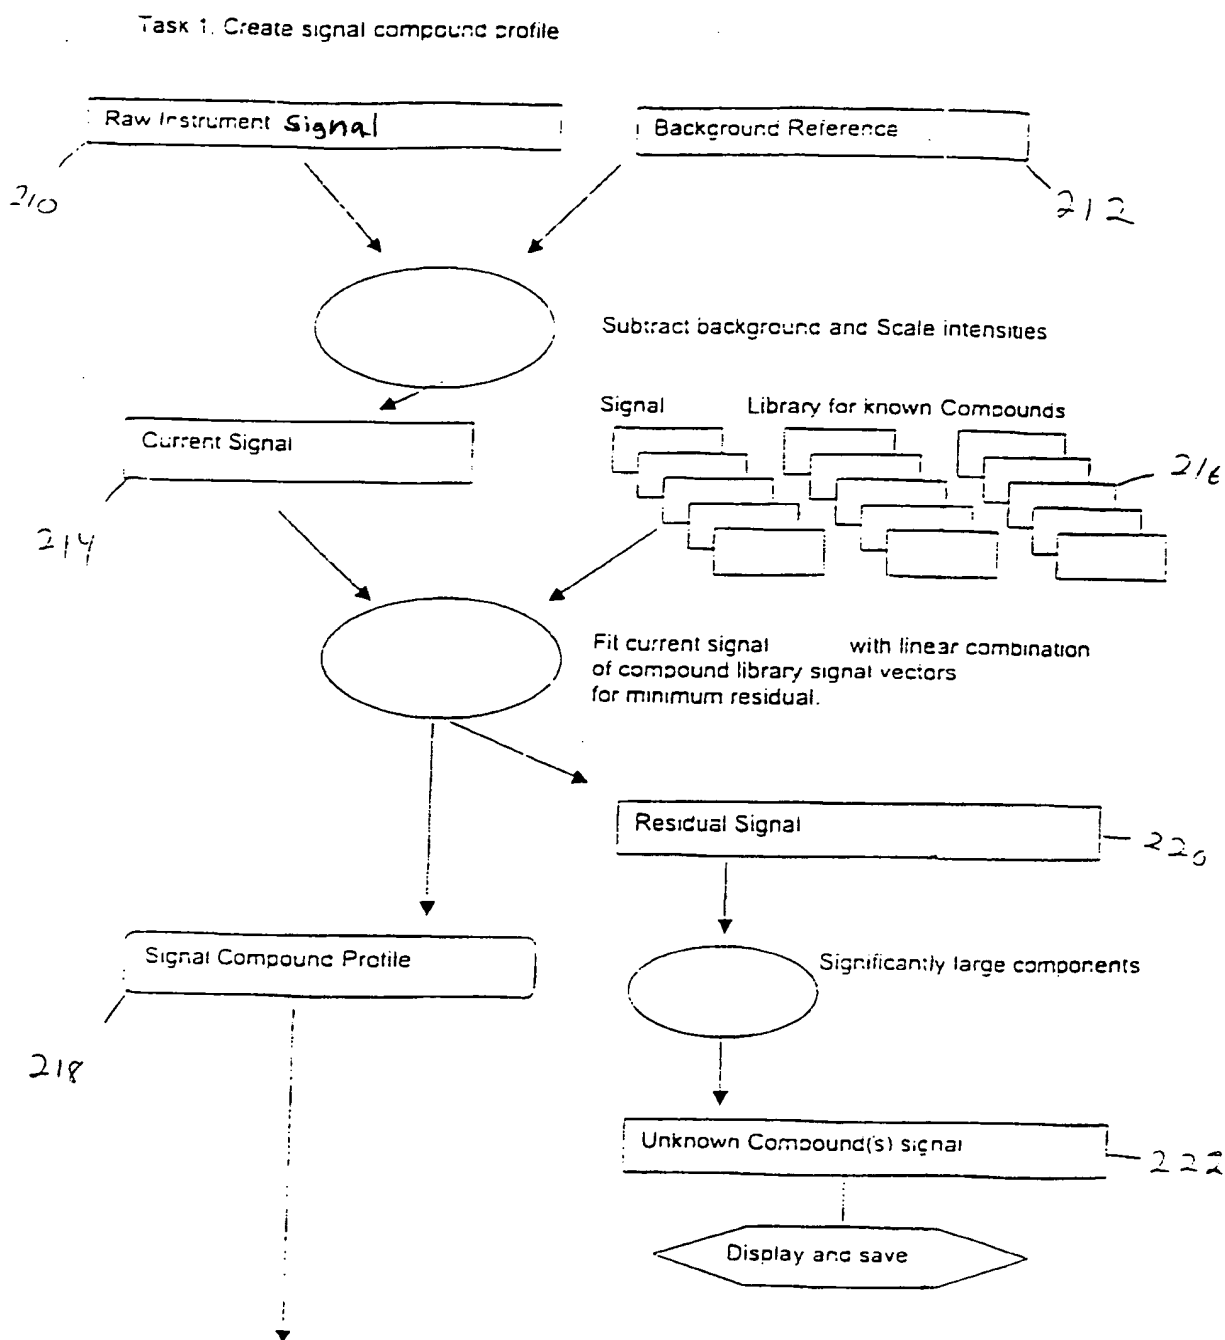 Task 1. Create signal compound profile
Raw Instrument Signal
Background Reference
210
212
Subtract background and Scale intensities
Signal Library for known Compounds
Current Signal
216
214
Fit current signal with linear combination
of compound library signal vectors
for minimum residual.
Residual Signal
220
Signal Compound Profile
Significantly large components
218
Unknown Compound(s) signal
222
Display and save